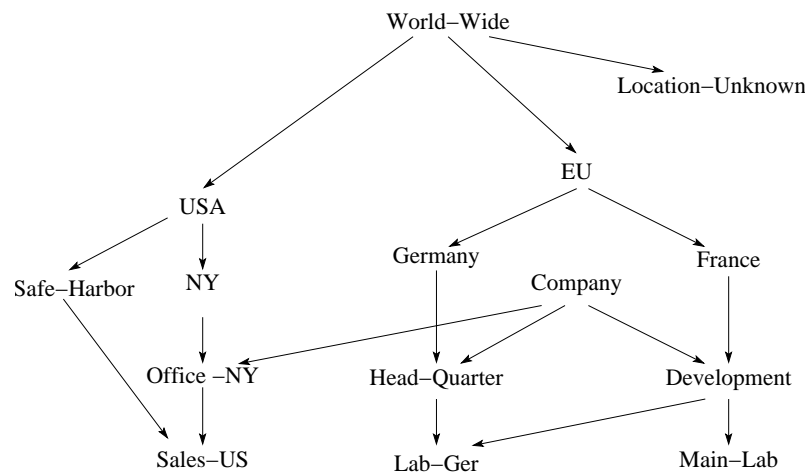 World−Wide
Location−Unknown
EU
USA
Germany
France
Safe−Harbor
NY
Company
Office −NY
Head−Quarter
Development
Sales−US
Lab−Ger
Main−Lab